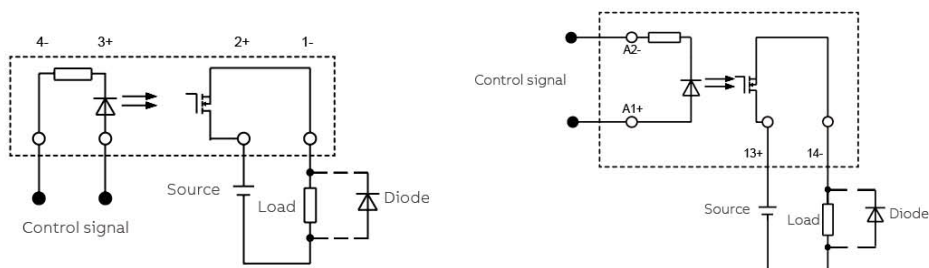 4- 3+ 2+ 1-
Source
Load
Diode
Control signal
A2-
Control signal
A1+
13+ 14-
Source
Load
Diode